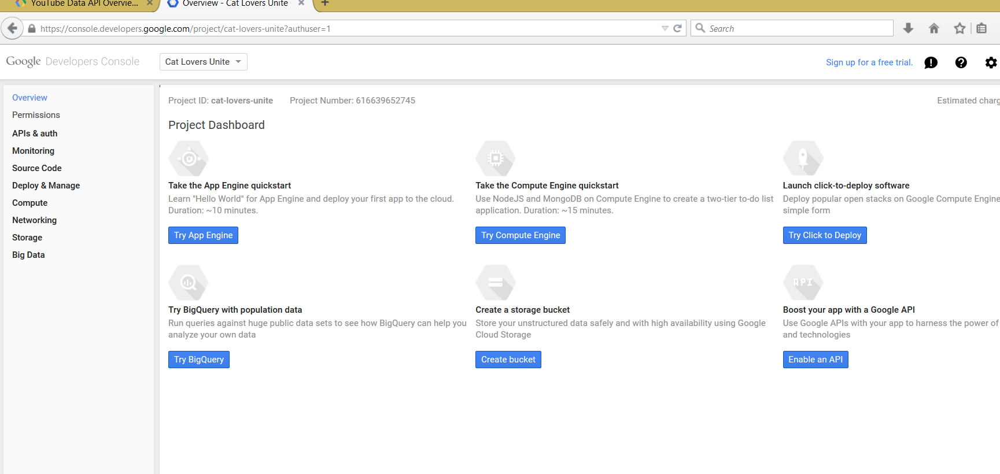 YouTube Data API Overvie...
Overview - Cat Lovers Unite
https://console.developers.google.com/project/cat-lovers-unite?authuser=1
Search
Google Developers Console
Cat Lovers Unite
Sign up for a free trial.
Overview
Permissions
APIs & auth
Monitoring
Source Code
Deploy & Manage
Compute
Networking
Storage
Big Data
Project ID: cat-lovers-unite Project Number: 616639652745
Estimated charg
Project Dashboard
Take the App Engine quickstart
Learn "Hello World" for App Engine and deploy your first app to the cloud.
Duration: ~10 minutes.
Try App Engine
Take the Compute Engine quickstart
Use NodeJS and MongoDB on Compute Engine to create a two-tier to-do list
application. Duration: ~15 minutes.
Try Compute Engine
Launch click-to-deploy software
Deploy popular open stacks on Google Compute Engine
simple form
Try Click to Deploy
Try BigQuery with population data
Run queries against huge public data sets to see how BigQuery can help you
analyze your own data
Try BigQuery
Create a storage bucket
Store your unstructured data safely and with high availability using Google
Cloud Storage
Create bucket
API
Boost your app with a Google API
Use Google APIs with your app to harness the power of
and technologies
Enable an API